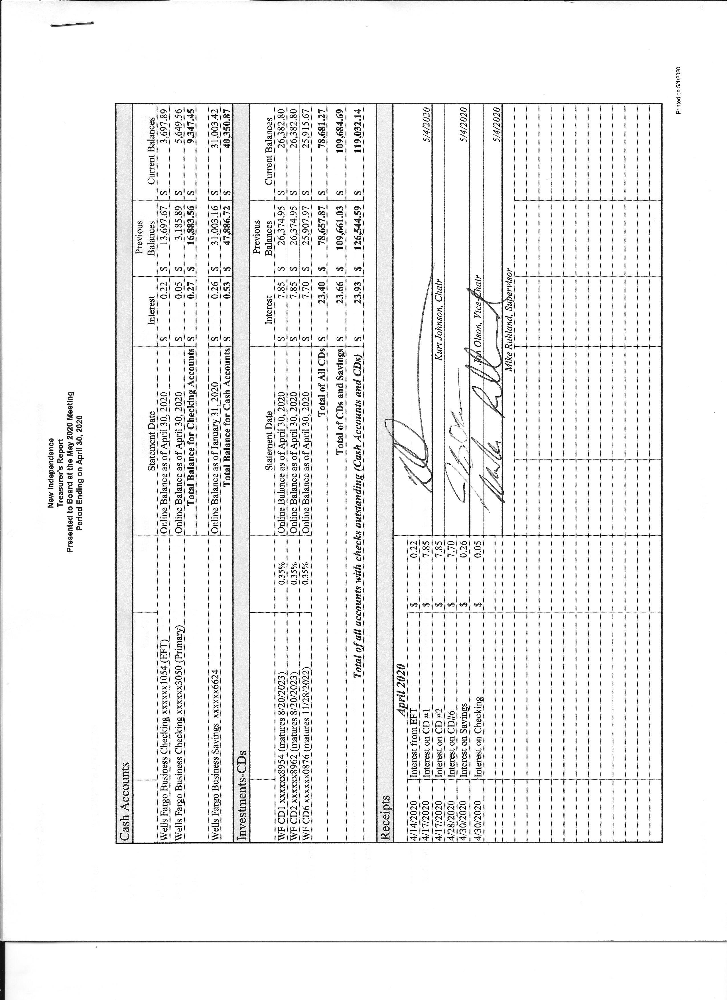 New Independence
Treasurer's Report
Presented to Board at the May 2020 Meeting
Period Ending on April 30, 2020
Cash Accounts
Statement Date Interest Previous Balances Current Balances
Wells Fargo Business Checking xxxxxx1054 (EFT) Online Balance as of April 30, 2020 $ 0.22 $ 13,697.67 $ 3,697.89
Wells Fargo Business Checking xxxxxx3050 (Primary) Online Balance as of April 30, 2020 $ 0.05 $ 3,185.89 $ 5,649.56
Total Balance for Checking Accounts $ 0.27 $ 16,883.56 $ 9,347.45
Wells Fargo Business Savings xxxxxx6624 Online Balance as of January 31, 2020 $ 0.26 $ 31,003.16 $ 31,003.42
Total Balance for Cash Accounts $ 0.53 $ 47,886.72 $ 40,350.87
Investments-CDs
Statement Date Interest Previous Balances Current Balances
WF CD1 xxxxxx8954 (matures 8/20/2023) 0.35% Online Balance as of April 30, 2020 $ 7.85 $ 26,374.95 $ 26,382.80
WF CD2 xxxxxx8962 (matures 8/20/2023) 0.35% Online Balance as of April 30, 2020 $ 7.85 $ 26,374.95 $ 26,382.80
WF CD6 xxxxxx0876 (matures 11/28/2022) 0.35% Online Balance as of April 30, 2020 $ 7.70 $ 25,907.97 $ 25,915.67
Total of All CDs $ 23.40 $ 78,657.87 $ 78,681.27
Total of CDs and Savings $ 23.66 $ 109,661.03 $ 109,684.69
Total of all accounts with checks outstanding (Cash Accounts and CDs) $ 23.93 $ 126,544.59 $ 119,032.14
Receipts
April 2020
4/14/2020 Interest from EFT $ 0.22
4/17/2020 Interest on CD #1 $ 7.85 5/4/2020
4/17/2020 Interest on CD #2 $ 7.85 Kurt Johnson, Chair
4/28/2020 Interest on CD#6 $ 7.70
4/30/2020 Interest on Savings $ 0.26 5/4/2020
4/30/2020 Interest on Checking $ 0.05 Jon Olson, Vice-Chair
5/4/2020
Mike Ruhland, Supervisor
Printed on 5/1/2020